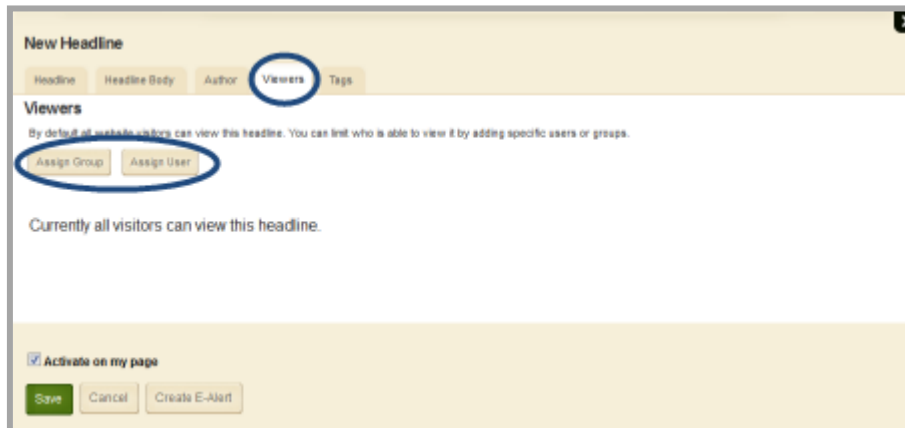 New Headline
Headline Headline Body Author Viewers Tags
Viewers
By default all website visitors can view this headline. You can limit who is able to view it by adding specific users or groups.
Assign Group Assign User
Currently all visitors can view this headline.
Activate on my page
Save Cancel Create E-Alert